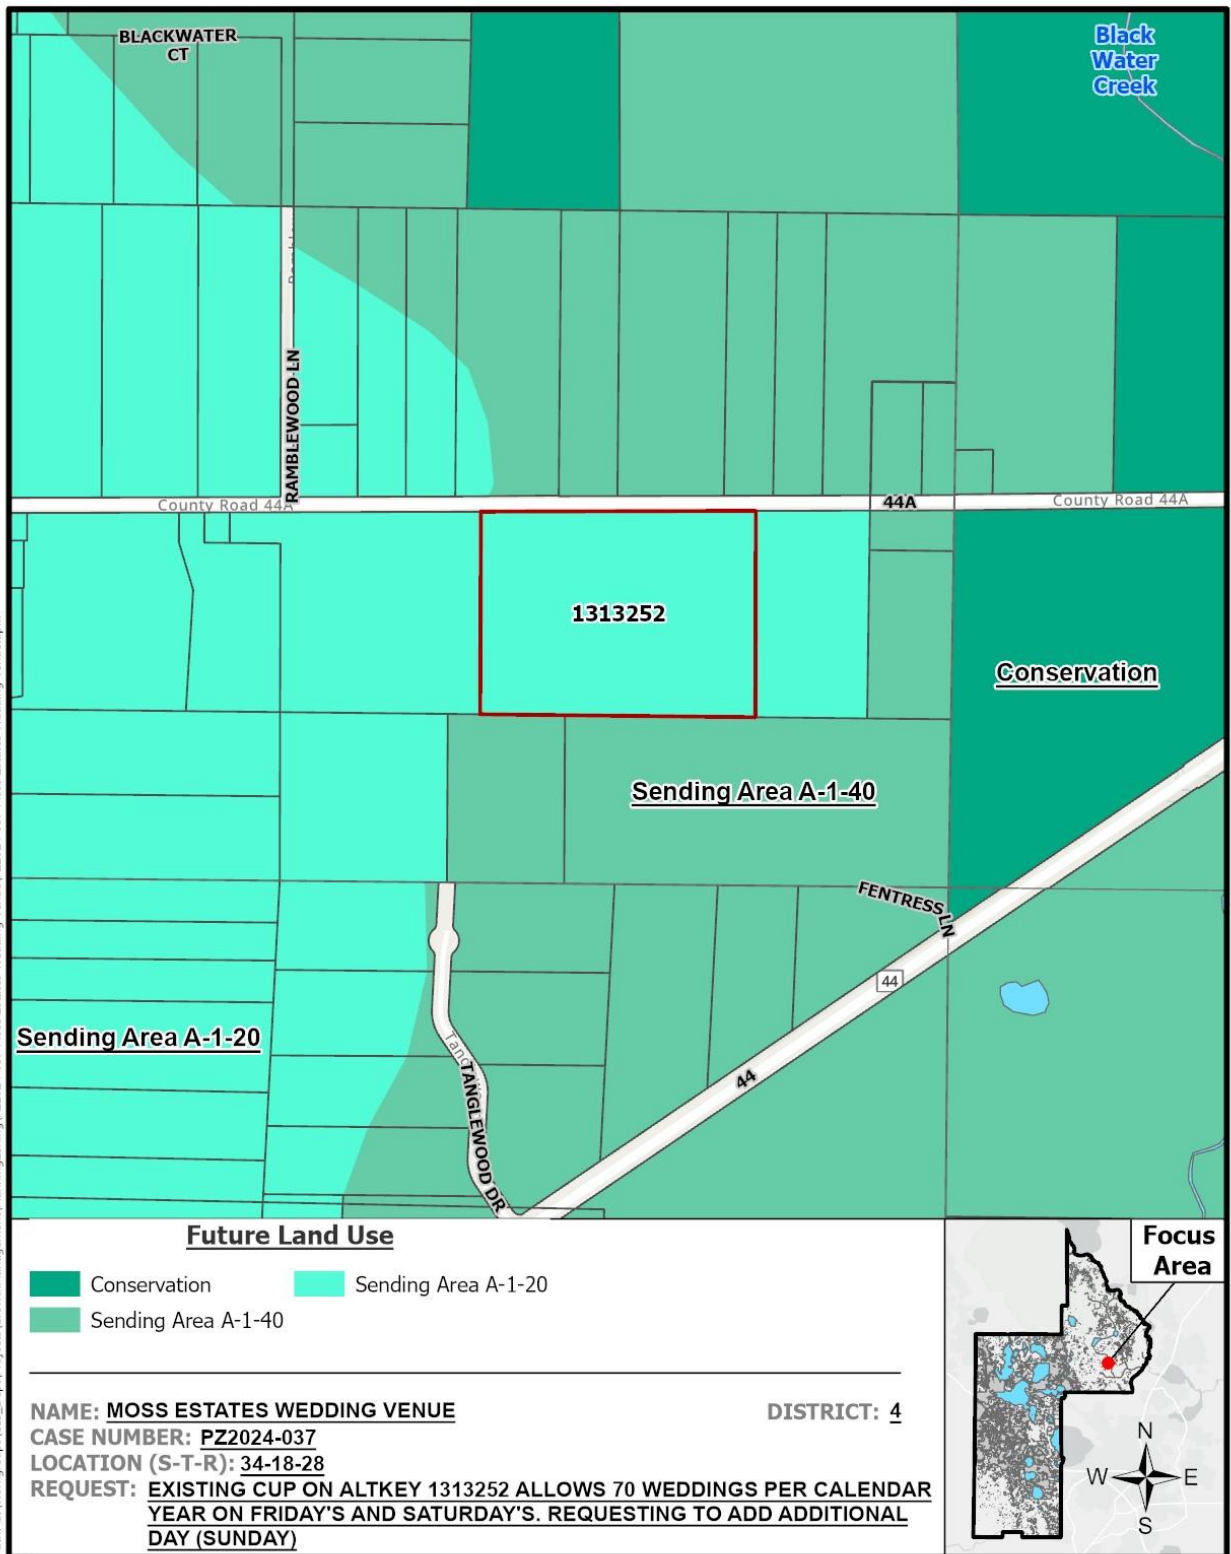 BLACKWATER
CT
Black
Water
Creek
RAMBLEWOOD LN
County Road 44A
44A
County Road 44A
1313252
Conservation
Sending Area A-1-40
FENTRESS LN
44
Sending Area A-1-20
44
TANGLEWOOD DR
Future Land Use
Conservation
Sending Area A-1-20
Sending Area A-1-40
Focus
Area
NAME: MOSS ESTATES WEDDING VENUE
DISTRICT: 4
CASE NUMBER: PZ2024-037
LOCATION (S-T-R): 34-18-28
REQUEST: EXISTING CUP ON ALTKEY 1313252 ALLOWS 70 WEDDINGS PER CALENDAR
YEAR ON FRIDAY'S AND SATURDAY'S. REQUESTING TO ADD ADDITIONAL
DAY (SUNDAY)
N
W E
S